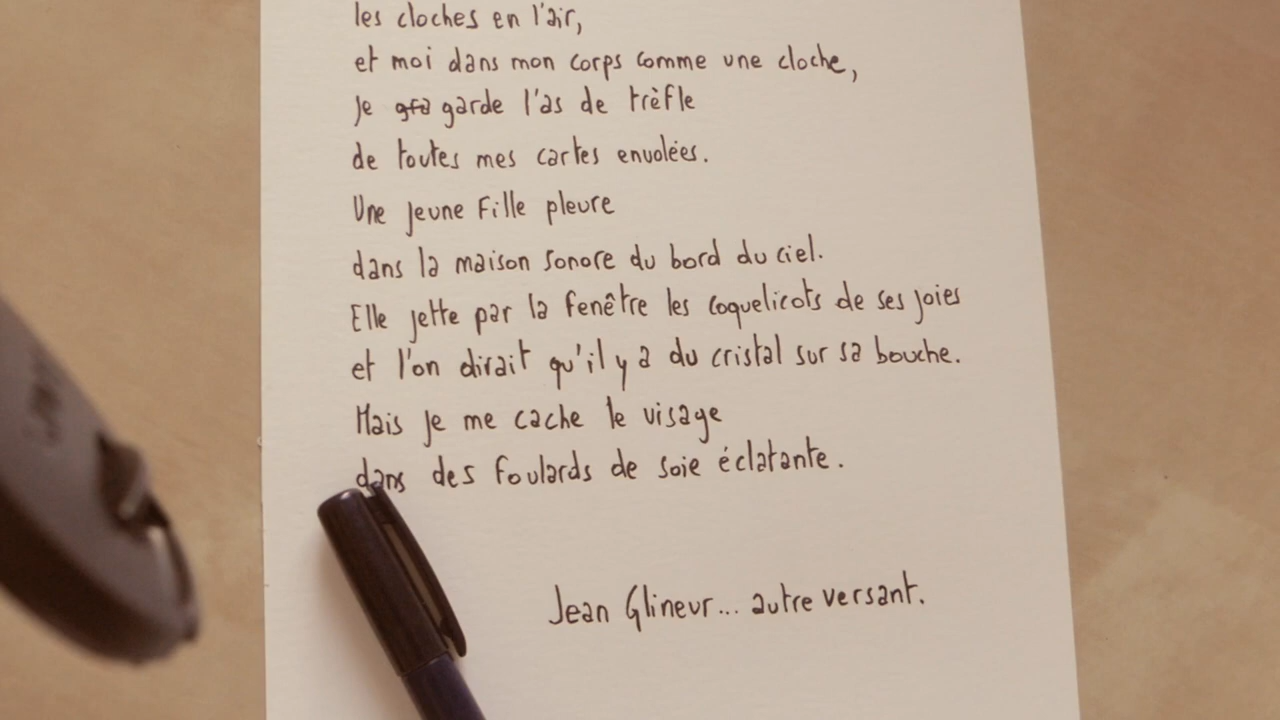 les cloches en l'air,
et moi dans mon corps comme une cloche,
je gra garde l'as de trèfle
de toutes mes cartes envolées.
Une jeune fille pleure
dans la maison sonore du bord du ciel.
Elle jette par la fenêtre les coquelicots de ses joies
et l'on dirait qu'il y a du cristal sur sa bouche.
Mais je me cache le visage
dans des foulards de soie éclatante.
Jean Glineur... autre versant.